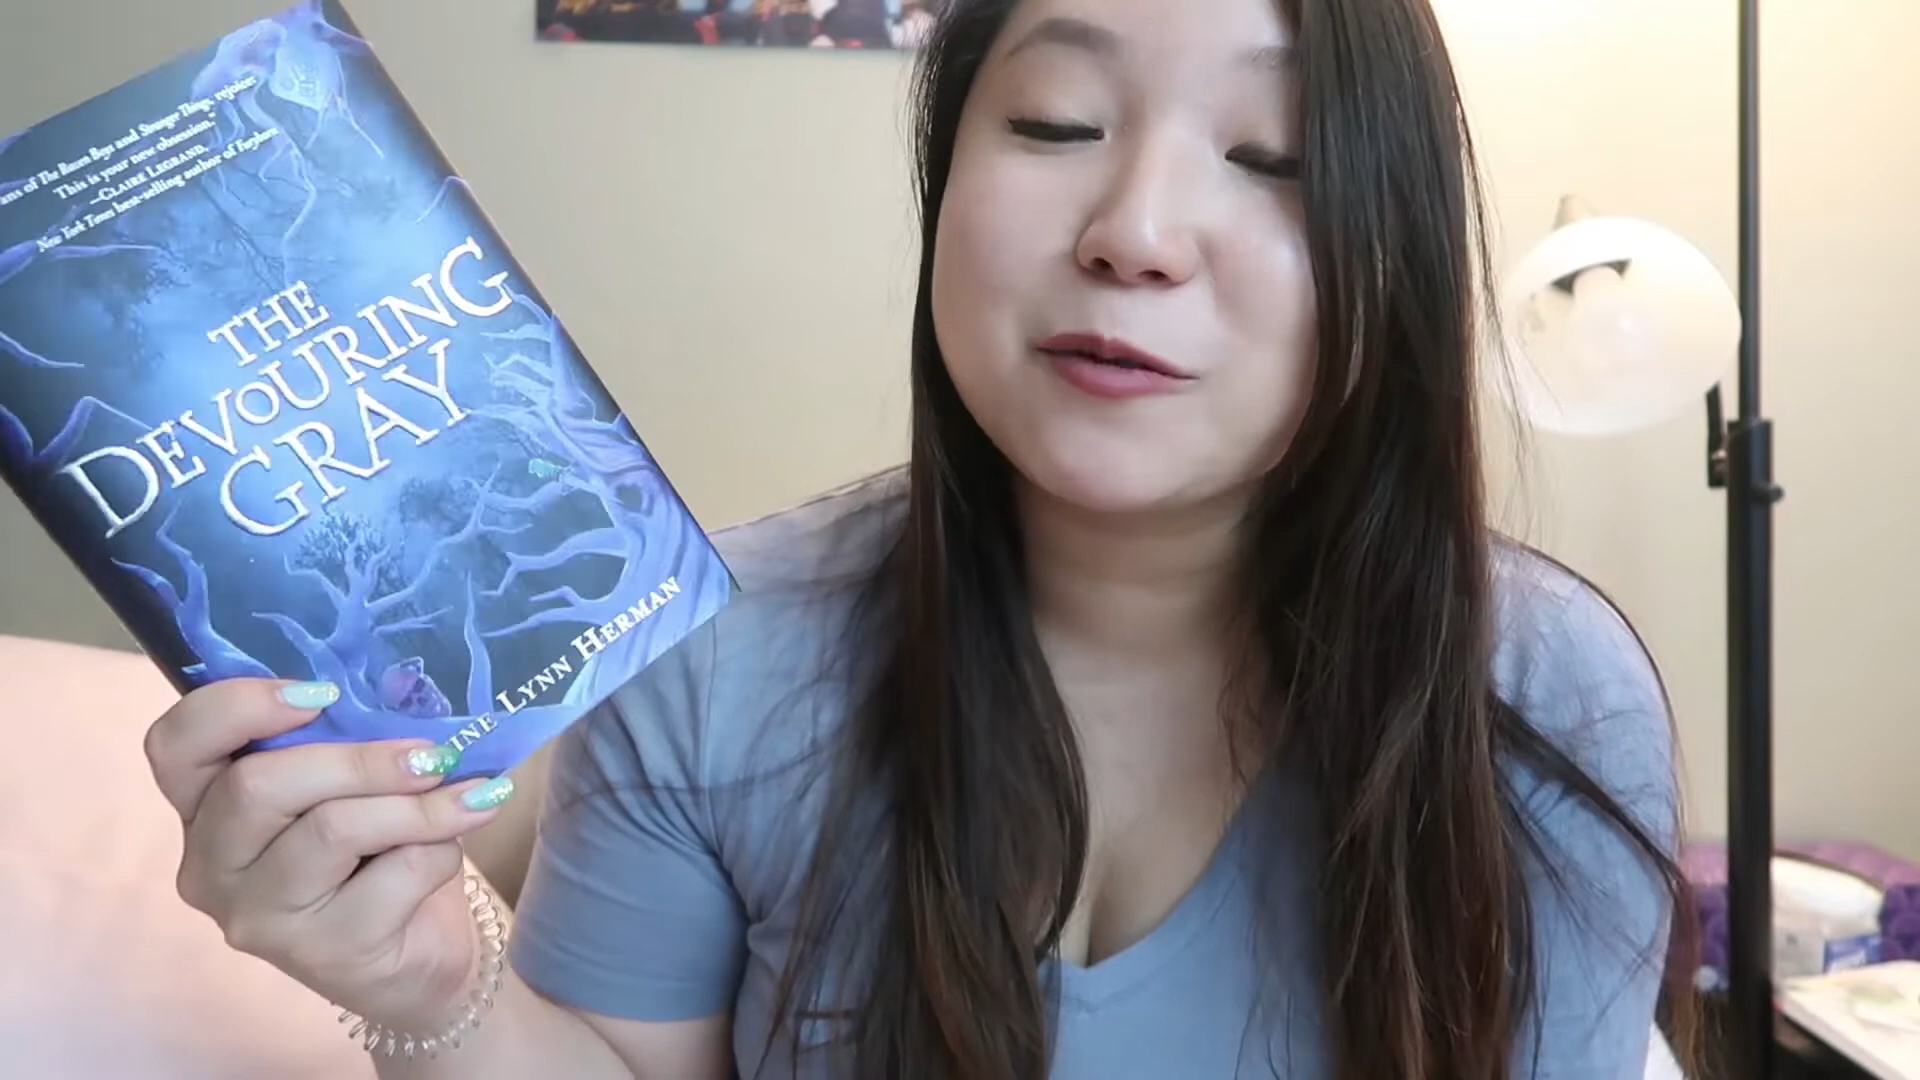 ans of The Raven Boys and Stranger Things, rejoice:
This is your new obsession."
—CLAIRE LEGRAND,
New York Times best-selling author of Furyborn
THE
DEVOURING
GRAY
INE LYNN HERMAN